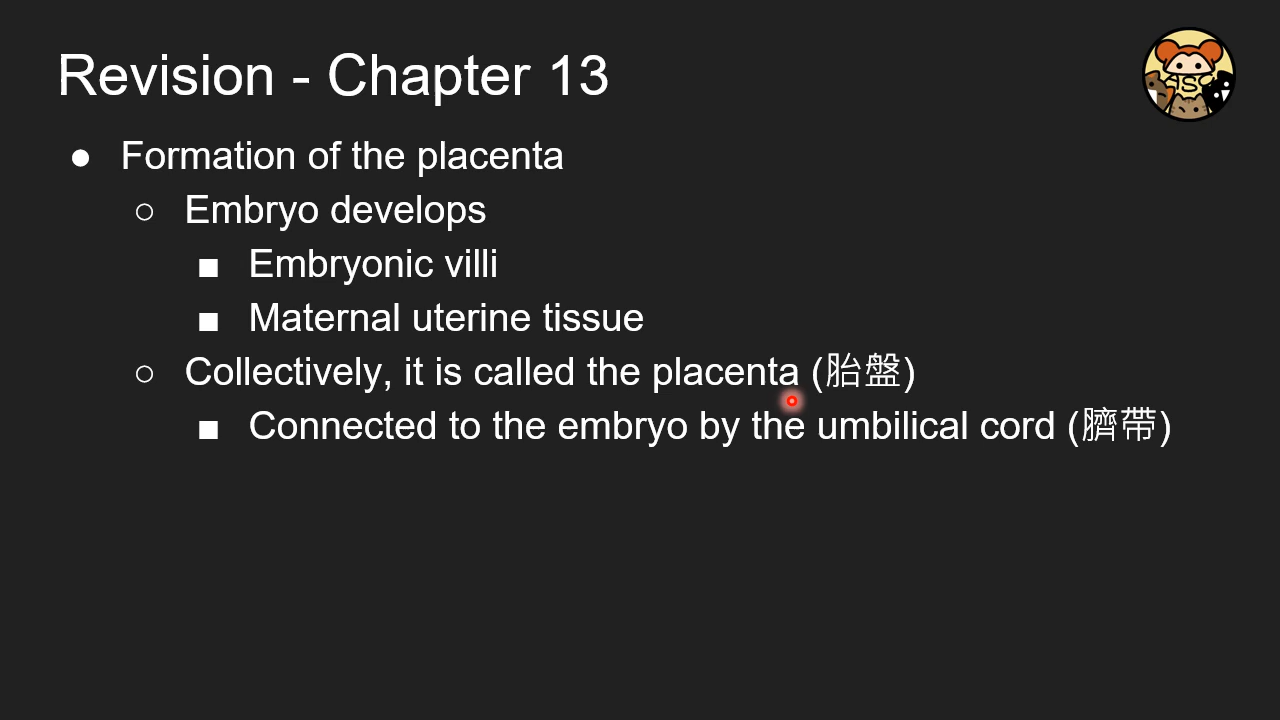 Revision - Chapter 13
● Formation of the placenta
○ Embryo develops
■ Embryonic villi
■ Maternal uterine tissue
○ Collectively, it is called the placenta (胎盤)
■ Connected to the embryo by the umbilical cord (臍帶)
S